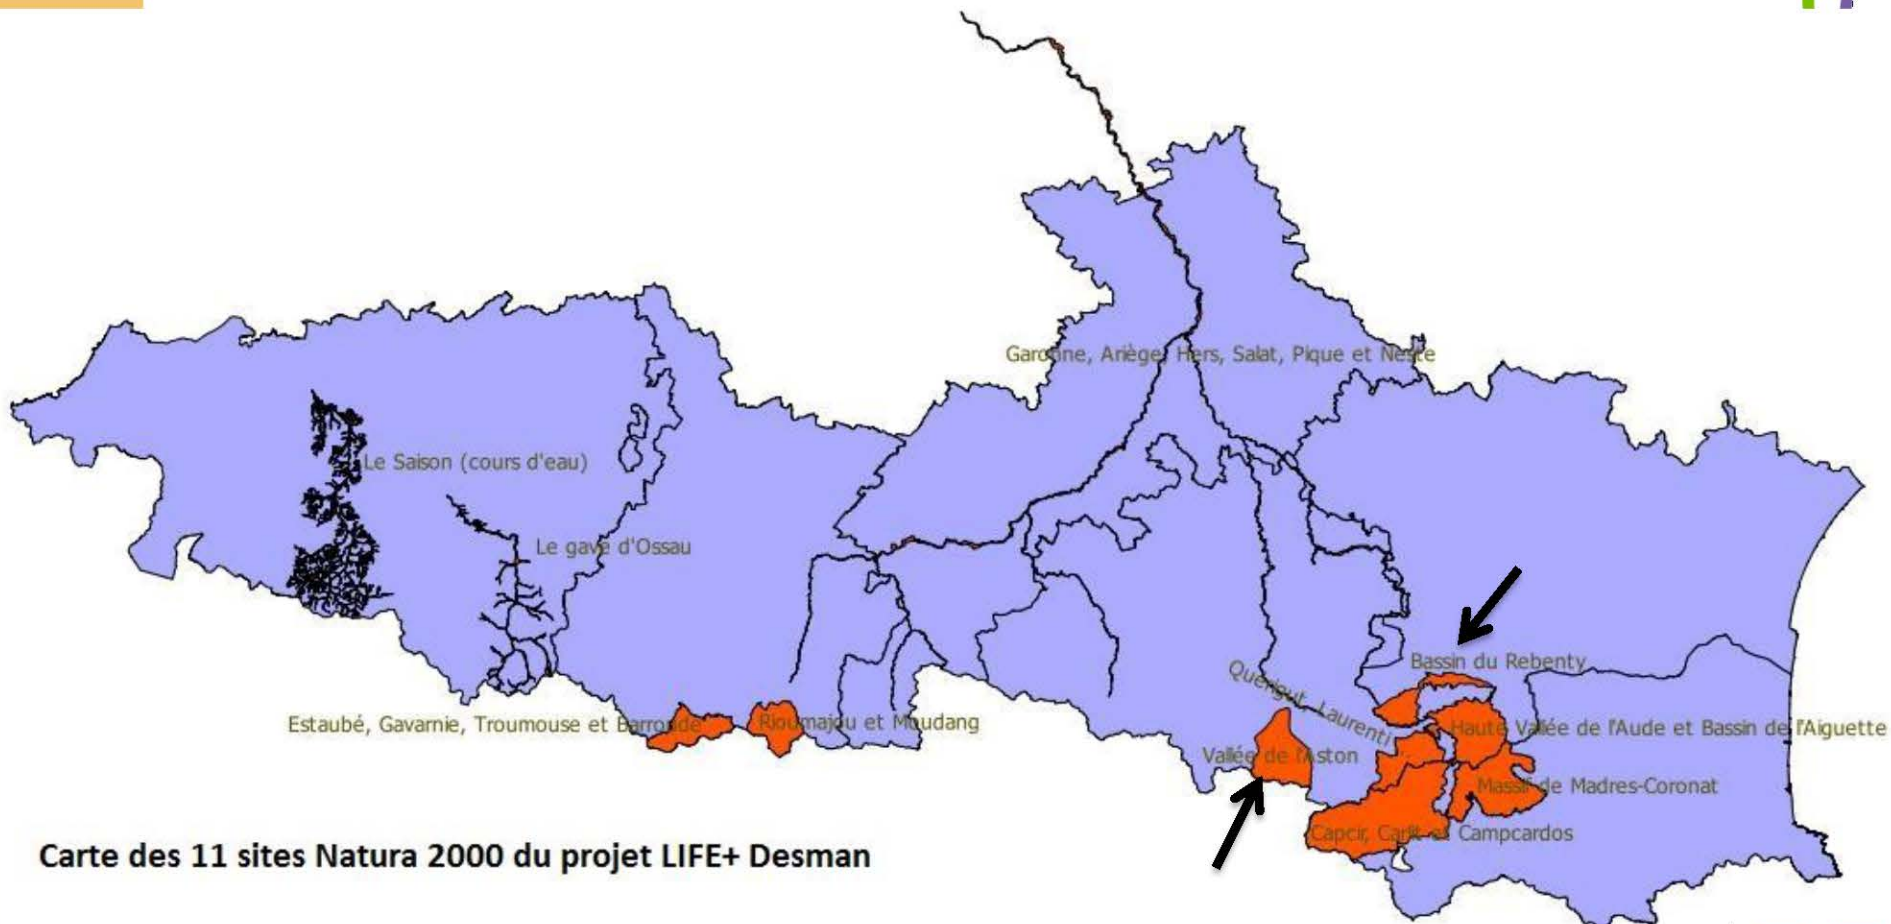 Garonne, Ariège, Hers, Salat, Pique et Neste
Le Saison (cours d'eau)
Le gave d'Ossau
Bassin du Rebenty
Quérigut, Laurenti ...
Estaubé, Gavarnie, Troumouse et Barroude
Rioumajou et Moudang
Haute Vallée de l'Aude et Bassin de l'Aiguette
Vallée de l'Aston
Massif de Madres-Coronat
Capcir, Carlit et Campcardos
Carte des 11 sites Natura 2000 du projet LIFE+ Desman